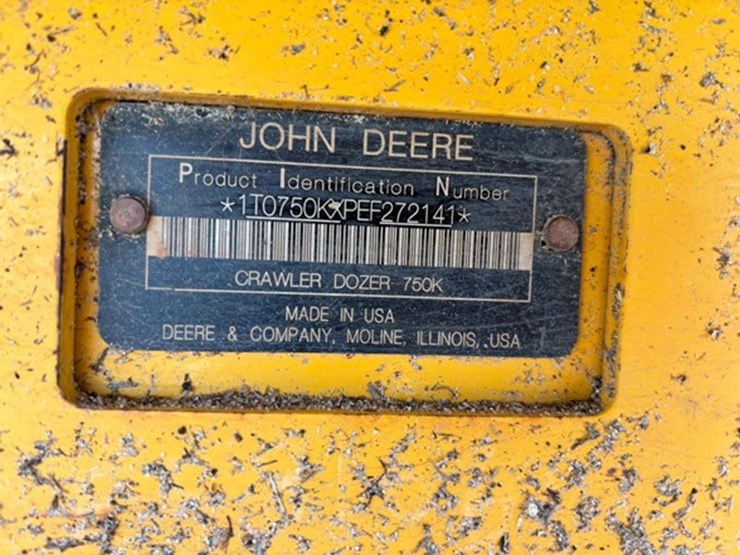 JOHN DEERE
Product Identification Number
*1T0750KXPEF272141*
CRAWLER DOZER 750K
MADE IN USA
DEERE & COMPANY, MOLINE, ILLINOIS, USA